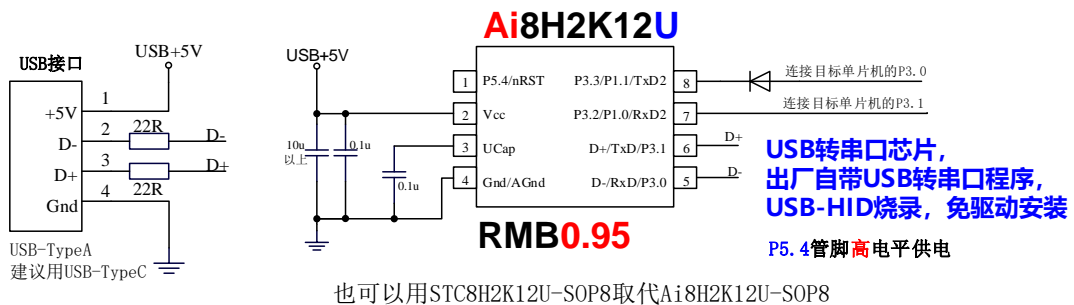 Ai8H2K12U
USB接口
USB+5V
+5V
D-
D+
Gnd
1
2
3
4
22R
22R
D-
D+
USB-TypeA
建议用USB-TypeC
USB+5V
10u
以上
0.1u
0.1u
1 P5.4/nRST
2 Vcc
3 UCap
4 Gnd/AGnd
P3.3/P1.1/TxD2 8
P3.2/P1.0/RxD2 7
D+/TxD/P3.1 6
D-/RxD/P3.0 5
连接目标单片机的P3.0
连接目标单片机的P3.1
D+
D-
RMB0.95
USB转串口芯片,
出厂自带USB转串口程序,
USB-HID烧录，免驱动安装
P5.4管脚高电平供电
也可以用STC8H2K12U-SOP8取代Ai8H2K12U-SOP8